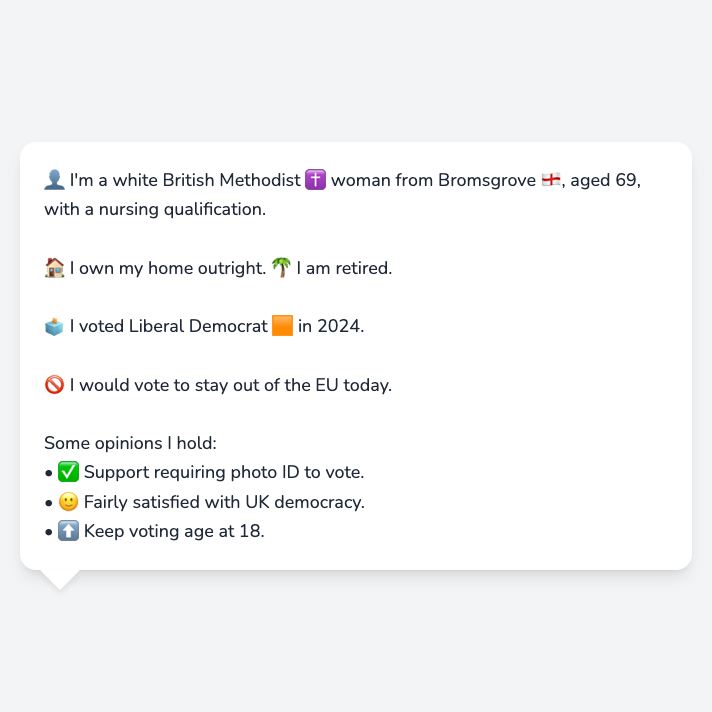 👤 I'm a white British Methodist ✝️ woman from Bromsgrove 🏴󠁧󠁢󠁥󠁮󠁧󠁿, aged 69,
with a nursing qualification.
🏠 I own my home outright. 🌴 I am retired.
🗳️ I voted Liberal Democrat 🟧 in 2024.
🚫 I would vote to stay out of the EU today.
Some opinions I hold:
• ✅ Support requiring photo ID to vote.
• 🙂 Fairly satisfied with UK democracy.
• ⬆️ Keep voting age at 18.